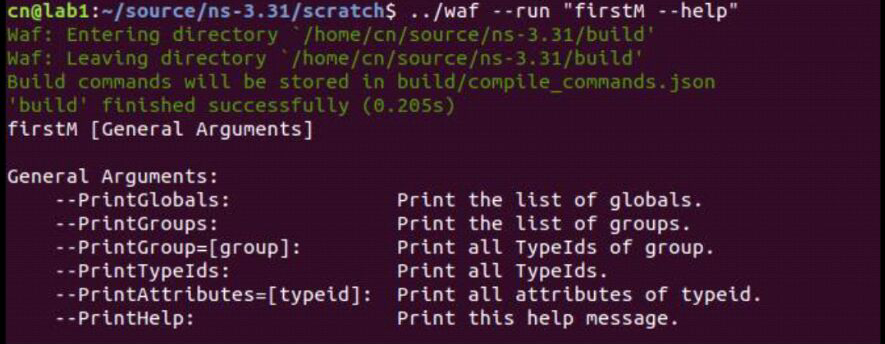 cn@lab1:~/source/ns-3.31/scratch$ ../waf --run "firstM --help"
Waf: Entering directory `/home/cn/source/ns-3.31/build'
Waf: Leaving directory `/home/cn/source/ns-3.31/build'
Build commands will be stored in build/compile_commands.json
'build' finished successfully (0.205s)
firstM [General Arguments]

General Arguments:
    --PrintGlobals:              Print the list of globals.
    --PrintGroups:               Print the list of groups.
    --PrintGroup=[group]:        Print all TypeIds of group.
    --PrintTypeIds:              Print all TypeIds.
    --PrintAttributes=[typeid]:  Print all attributes of typeid.
    --PrintHelp:                 Print this help message.